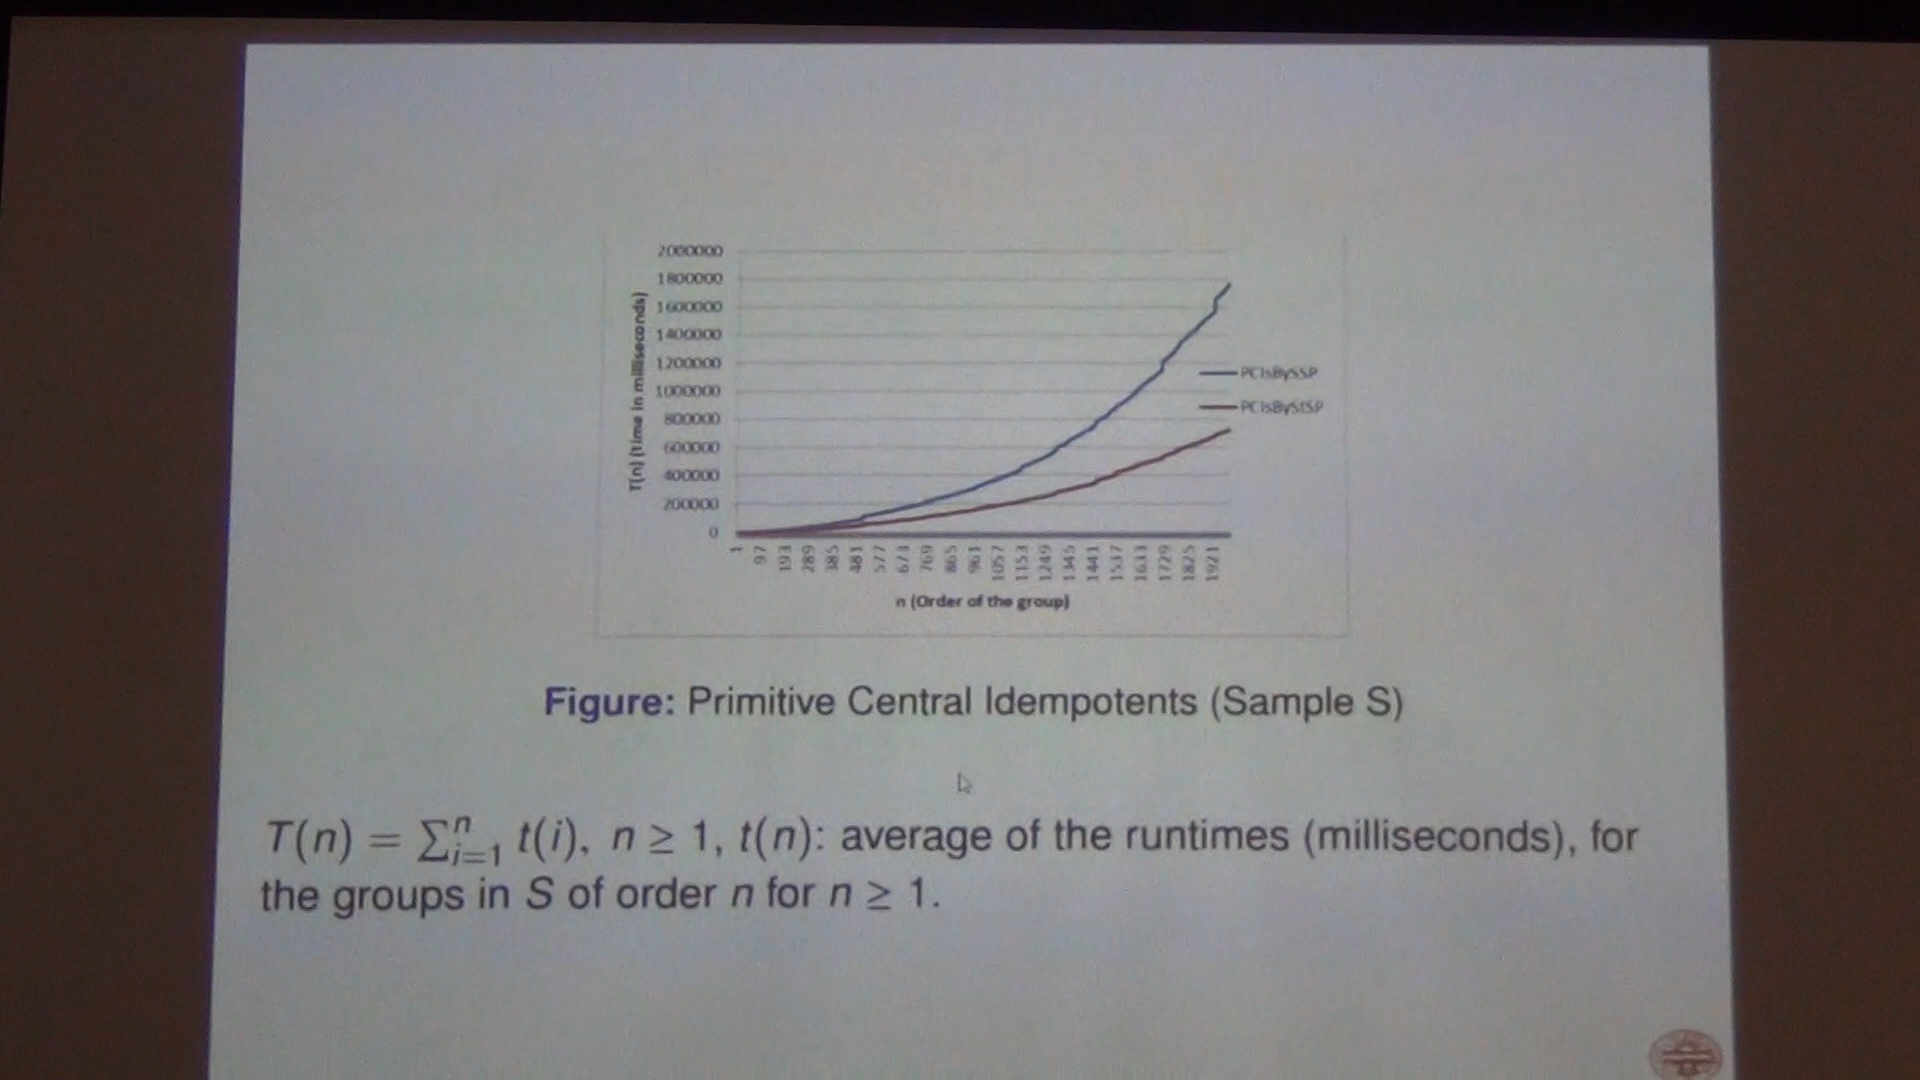 2000000
1800000
1600000
1400000
1200000
1000000
800000
600000
400000
200000
0
T(n) (time in milliseconds)
PCIsBySSP
PCIsByStSP
1 97 193 289 385 481 577 673 769 865 961 1057 1153 1249 1345 1441 1537 1633 1729 1825 1921
n (Order of the group)
Figure: Primitive Central Idempotents (Sample S)
T(n) = ∑ⁿᵢ₌₁ t(i), n ≥ 1, t(n): average of the runtimes (milliseconds), for
the groups in S of order n for n ≥ 1.